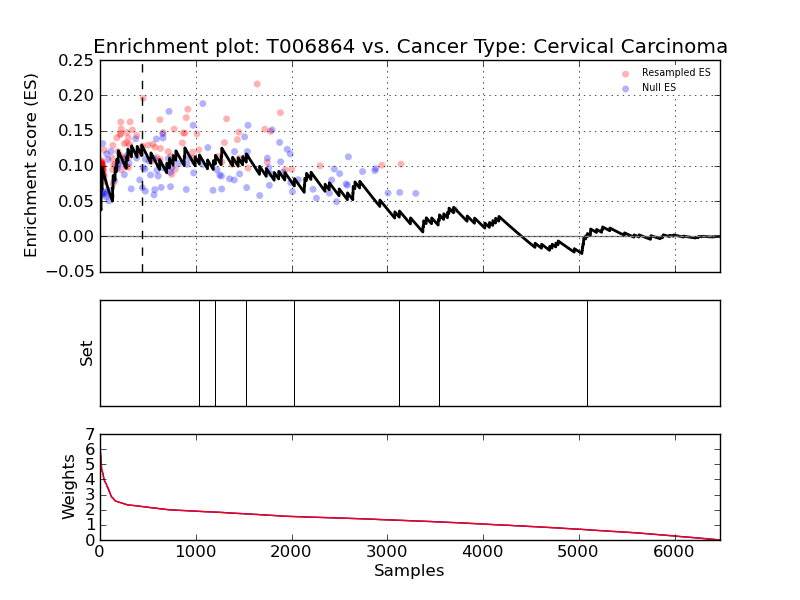 Enrichment plot: T006864 vs. Cancer Type: Cervical Carcinoma
Enrichment score (ES)
0.25
0.20
0.15
0.10
0.05
0.00
−0.05
Resampled ES
Null ES
Set
Weights
7
6
5
4
3
2
1
0
0 1000 2000 3000 4000 5000 6000
Samples